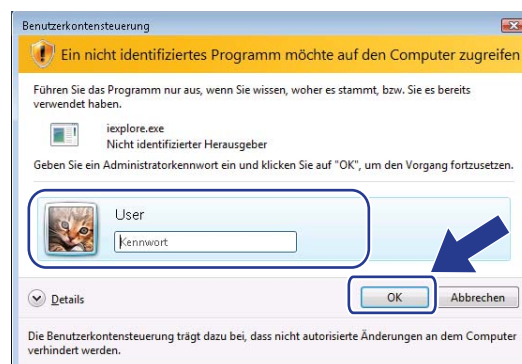 Benutzerkontensteuerung
Ein nicht identifiziertes Programm möchte auf den Computer zugreifen
Führen Sie das Programm nur aus, wenn Sie wissen, woher es stammt, bzw. Sie es bereits
verwendet haben.
iexplore.exe
Nicht identifizierter Herausgeber
Geben Sie ein Administratorkennwort ein und klicken Sie auf "OK", um den Vorgang fortzusetzen.
User
Kennwort
Details
OK
Abbrechen
Die Benutzerkontensteuerung trägt dazu bei, dass nicht autorisierte Änderungen an dem Computer
verhindert werden.